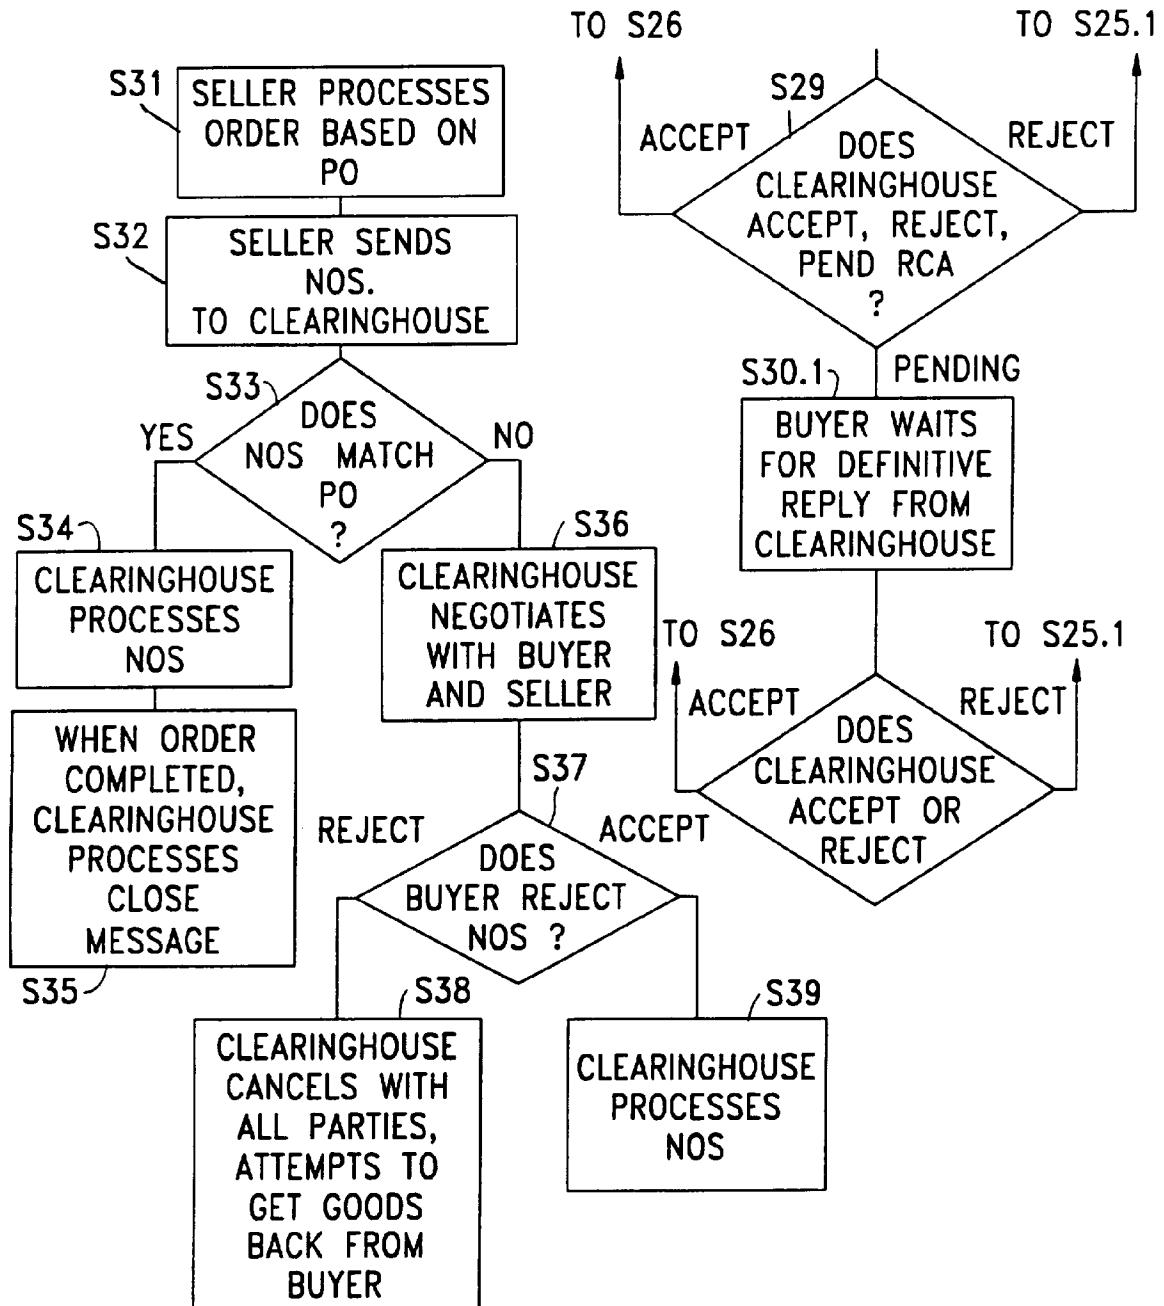 S31
SELLER PROCESSES
ORDER BASED ON
PO
S32
SELLER SENDS
NOS.
TO CLEARINGHOUSE
S33
DOES
NOS MATCH
PO
?
YES
NO
S34
CLEARINGHOUSE
PROCESSES
NOS
WHEN ORDER
COMPLETED,
CLEARINGHOUSE
PROCESSES
CLOSE
MESSAGE
S35
S36
CLEARINGHOUSE
NEGOTIATES
WITH BUYER
AND SELLER
S37
REJECT
ACCEPT
DOES
BUYER REJECT
NOS ?
S38
CLEARINGHOUSE
CANCELS WITH
ALL PARTIES,
ATTEMPTS TO
GET GOODS
BACK FROM
BUYER
S39
CLEARINGHOUSE
PROCESSES
NOS
TO S26
TO S25.1
S29
ACCEPT
REJECT
DOES
CLEARINGHOUSE
ACCEPT, REJECT,
PEND RCA
?
S30.1
PENDING
BUYER WAITS
FOR DEFINITIVE
REPLY FROM
CLEARINGHOUSE
TO S26
TO S25.1
ACCEPT
REJECT
DOES
CLEARINGHOUSE
ACCEPT OR
REJECT